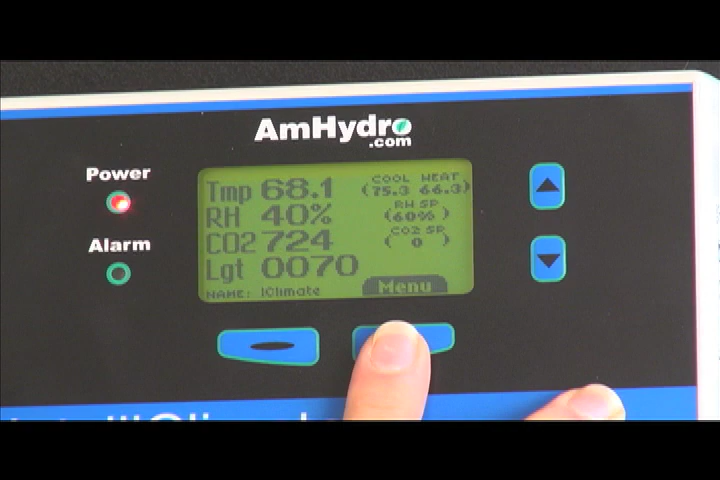 AmHydro
.com
Power
Alarm
Tmp 68.1
COOL HEAT
(75.3 66.3)
RH 40%
RH SP
(60%)
CO2 724
CO2 SP
( 0 )
Lgt 0070
NAME: IClimate
Menu